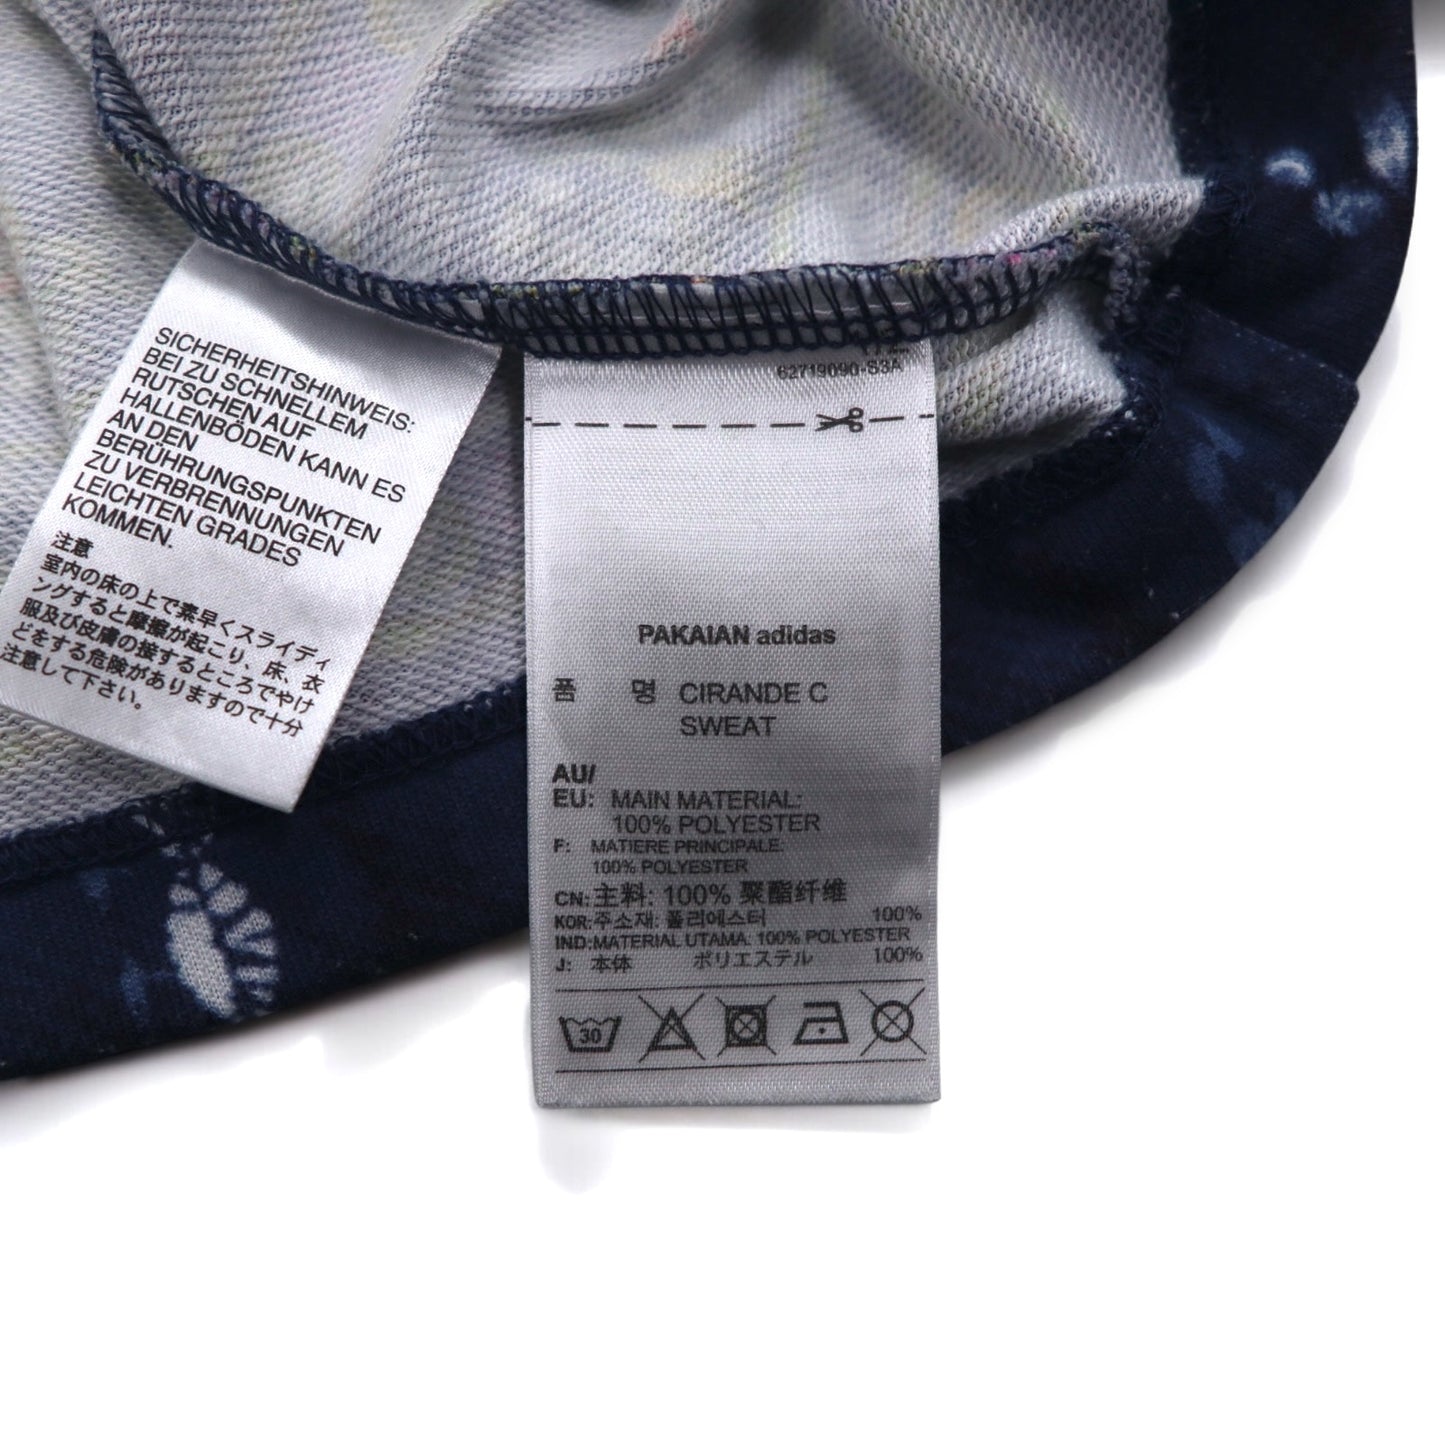 SICHERHEITSHINWEIS:
BEI ZU SCHNELLEM
RUTSCHEN AUF
HALLENBÖDEN KANN ES
AN DEN
BERÜHRUNGSPUNKTEN
ZU VERBRENNUNGEN
LEICHTEN GRADES
KOMMEN.
注意
室内の床の上で素早くスライディ
ングすると摩擦が起こり、床、衣
服及び皮膚の接するところでやけ
どをする危険がありますので十分
注意して下さい。
62719090-S3A
PAKAIAN adidas
품 명 CIRANDE C
SWEAT
AU/
EU: MAIN MATERIAL:
100% POLYESTER
F: MATIERE PRINCIPALE:
100% POLYESTER
CN: 主料: 100% 聚酯纤维
KOR: 주소재: 폴리에스터 100%
IND: MATERIAL UTAMA: 100% POLYESTER
J: 本体 ポリエステル 100%
30